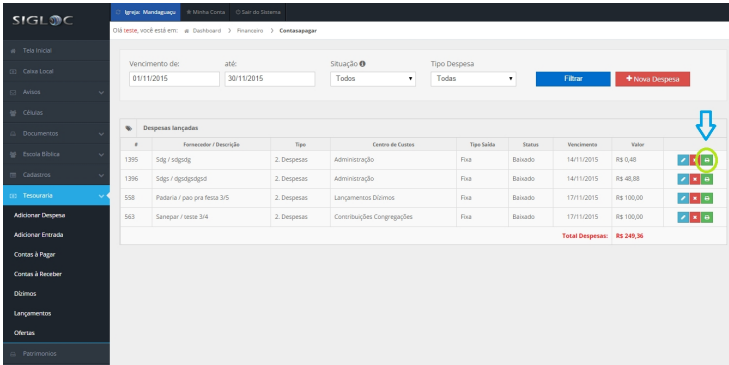 SIGLOC
Igreja: Mandaguaçu Minha Conta Sair do Sistema
Olá teste, você está em: Dashboard > Financeiro > Contasapagar
Tela Inicial
Caixa Local
Avisos
Células
Documentos
Escola Bíblica
Cadastros
Tesouraria
Adicionar Despesa
Adicionar Entrada
Contas à Pagar
Contas à Receber
Dízimos
Lançamentos
Ofertas
Patrimonios
Vencimento de: até: Situação Tipo Despesa
01/11/2015 30/11/2015 Todos Todas Filtrar + Nova Despesa
Despesas lançadas
# Fornecedor / Descrição Tipo Centro de Custos Tipo Saída Status Vencimento Valor
1395 Sdg / sdgsdg 2. Despesas Administração Fixa Baixado 14/11/2015 R$ 0,48
1396 Sdgs / dgsdgsdgsd 2. Despesas Administração Fixa Baixado 14/11/2015 R$ 48,88
558 Padaria / pao pra festa 3/5 2. Despesas Lançamentos Dízimos Fixa Baixado 17/11/2015 R$ 100,00
563 Sanepar / teste 3/4 2. Despesas Contribuições Congregações Fixa Baixado 17/11/2015 R$ 100,00
Total Despesas: R$ 249,36